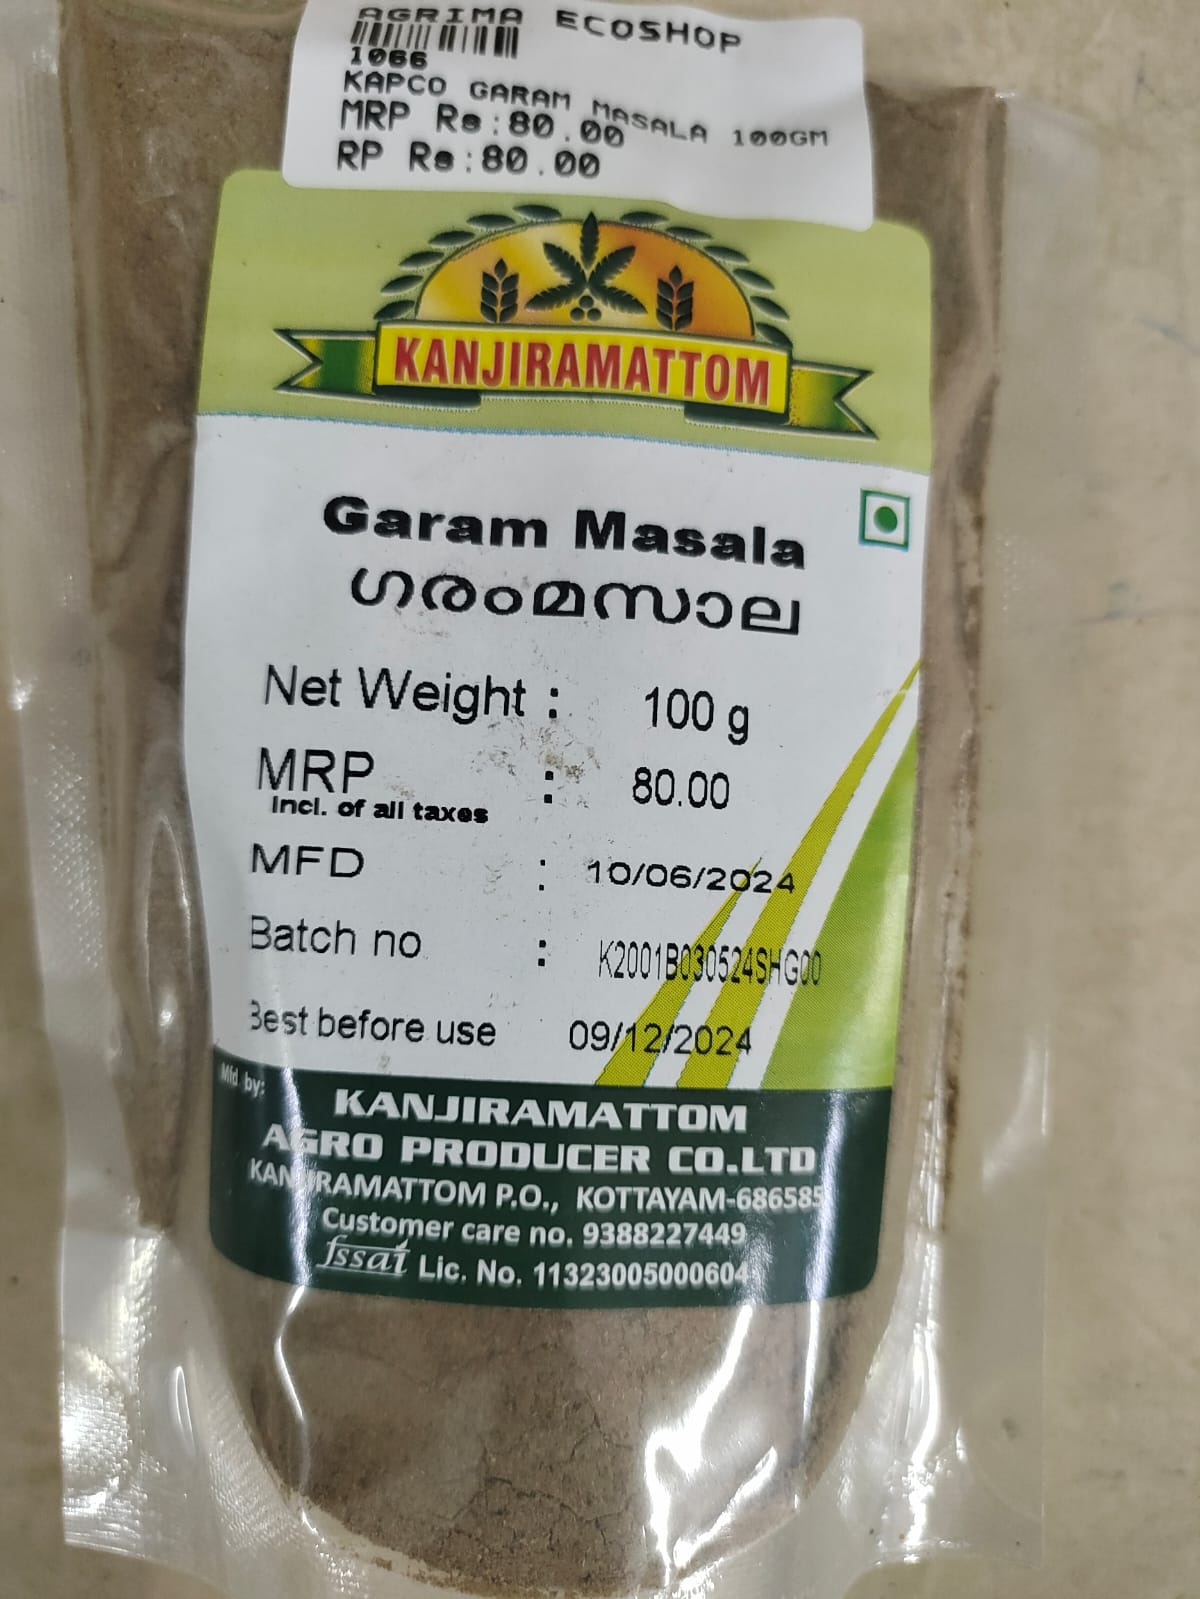 AGRIMA ECOSHOP
1066
KAPCO GARAM MASALA 100GM
MRP Rs:80.00
RP Rs:80.00
KANJIRAMATTOM
Garam Masala
ഗരംമസാല
Net Weight : 100 g
MRP : 80.00
Incl. of all taxes
MFD : 10/06/2024
Batch no : K2001B030524SHG00
Best before use 09/12/2024
Mfd by:
KANJIRAMATTOM
AGRO PRODUCER CO.LTD
KANJIRAMATTOM P.O., KOTTAYAM-686585
Customer care no. 9388227449
fssai Lic. No. 11323005000604